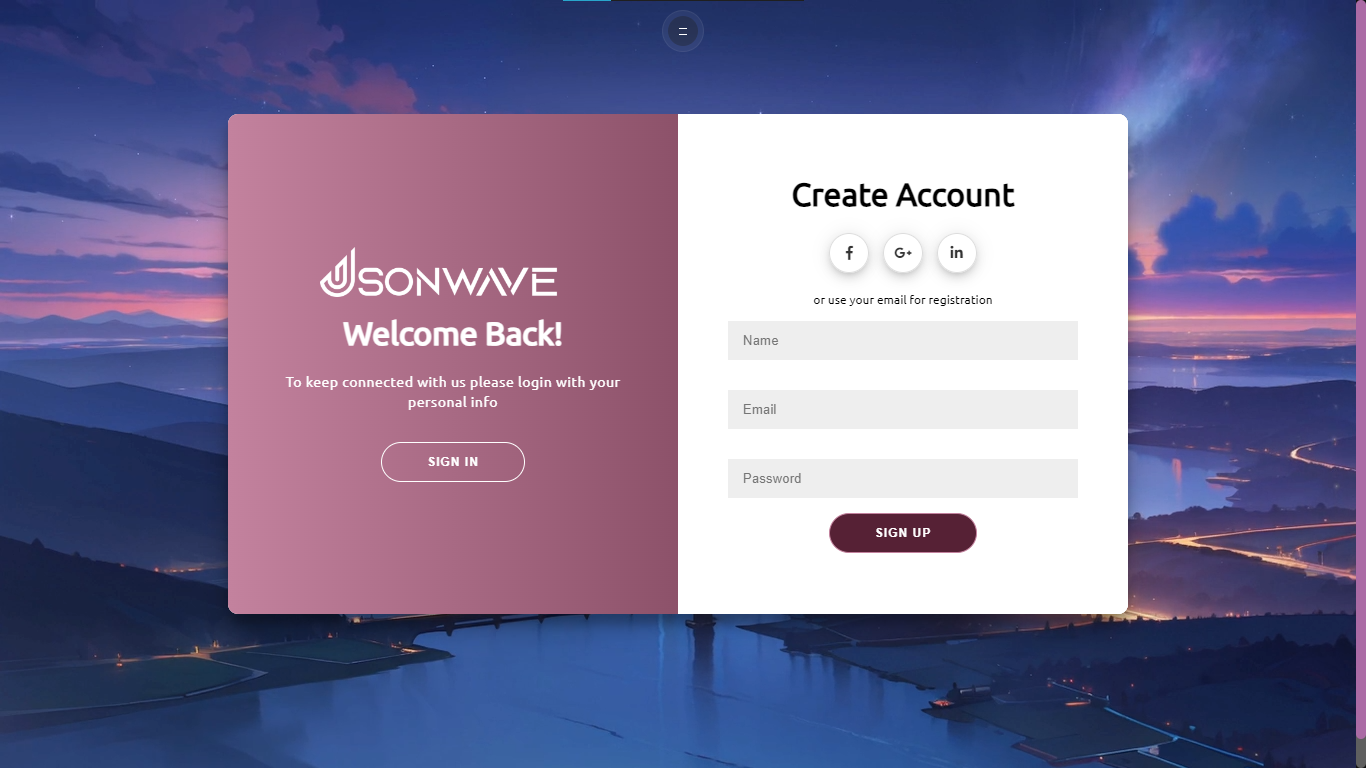 JSONWAVE
Welcome Back!
To keep connected with us please login with your
personal info
SIGN IN
Create Account
f
G+
in
or use your email for registration
Name
Email
Password
SIGN UP